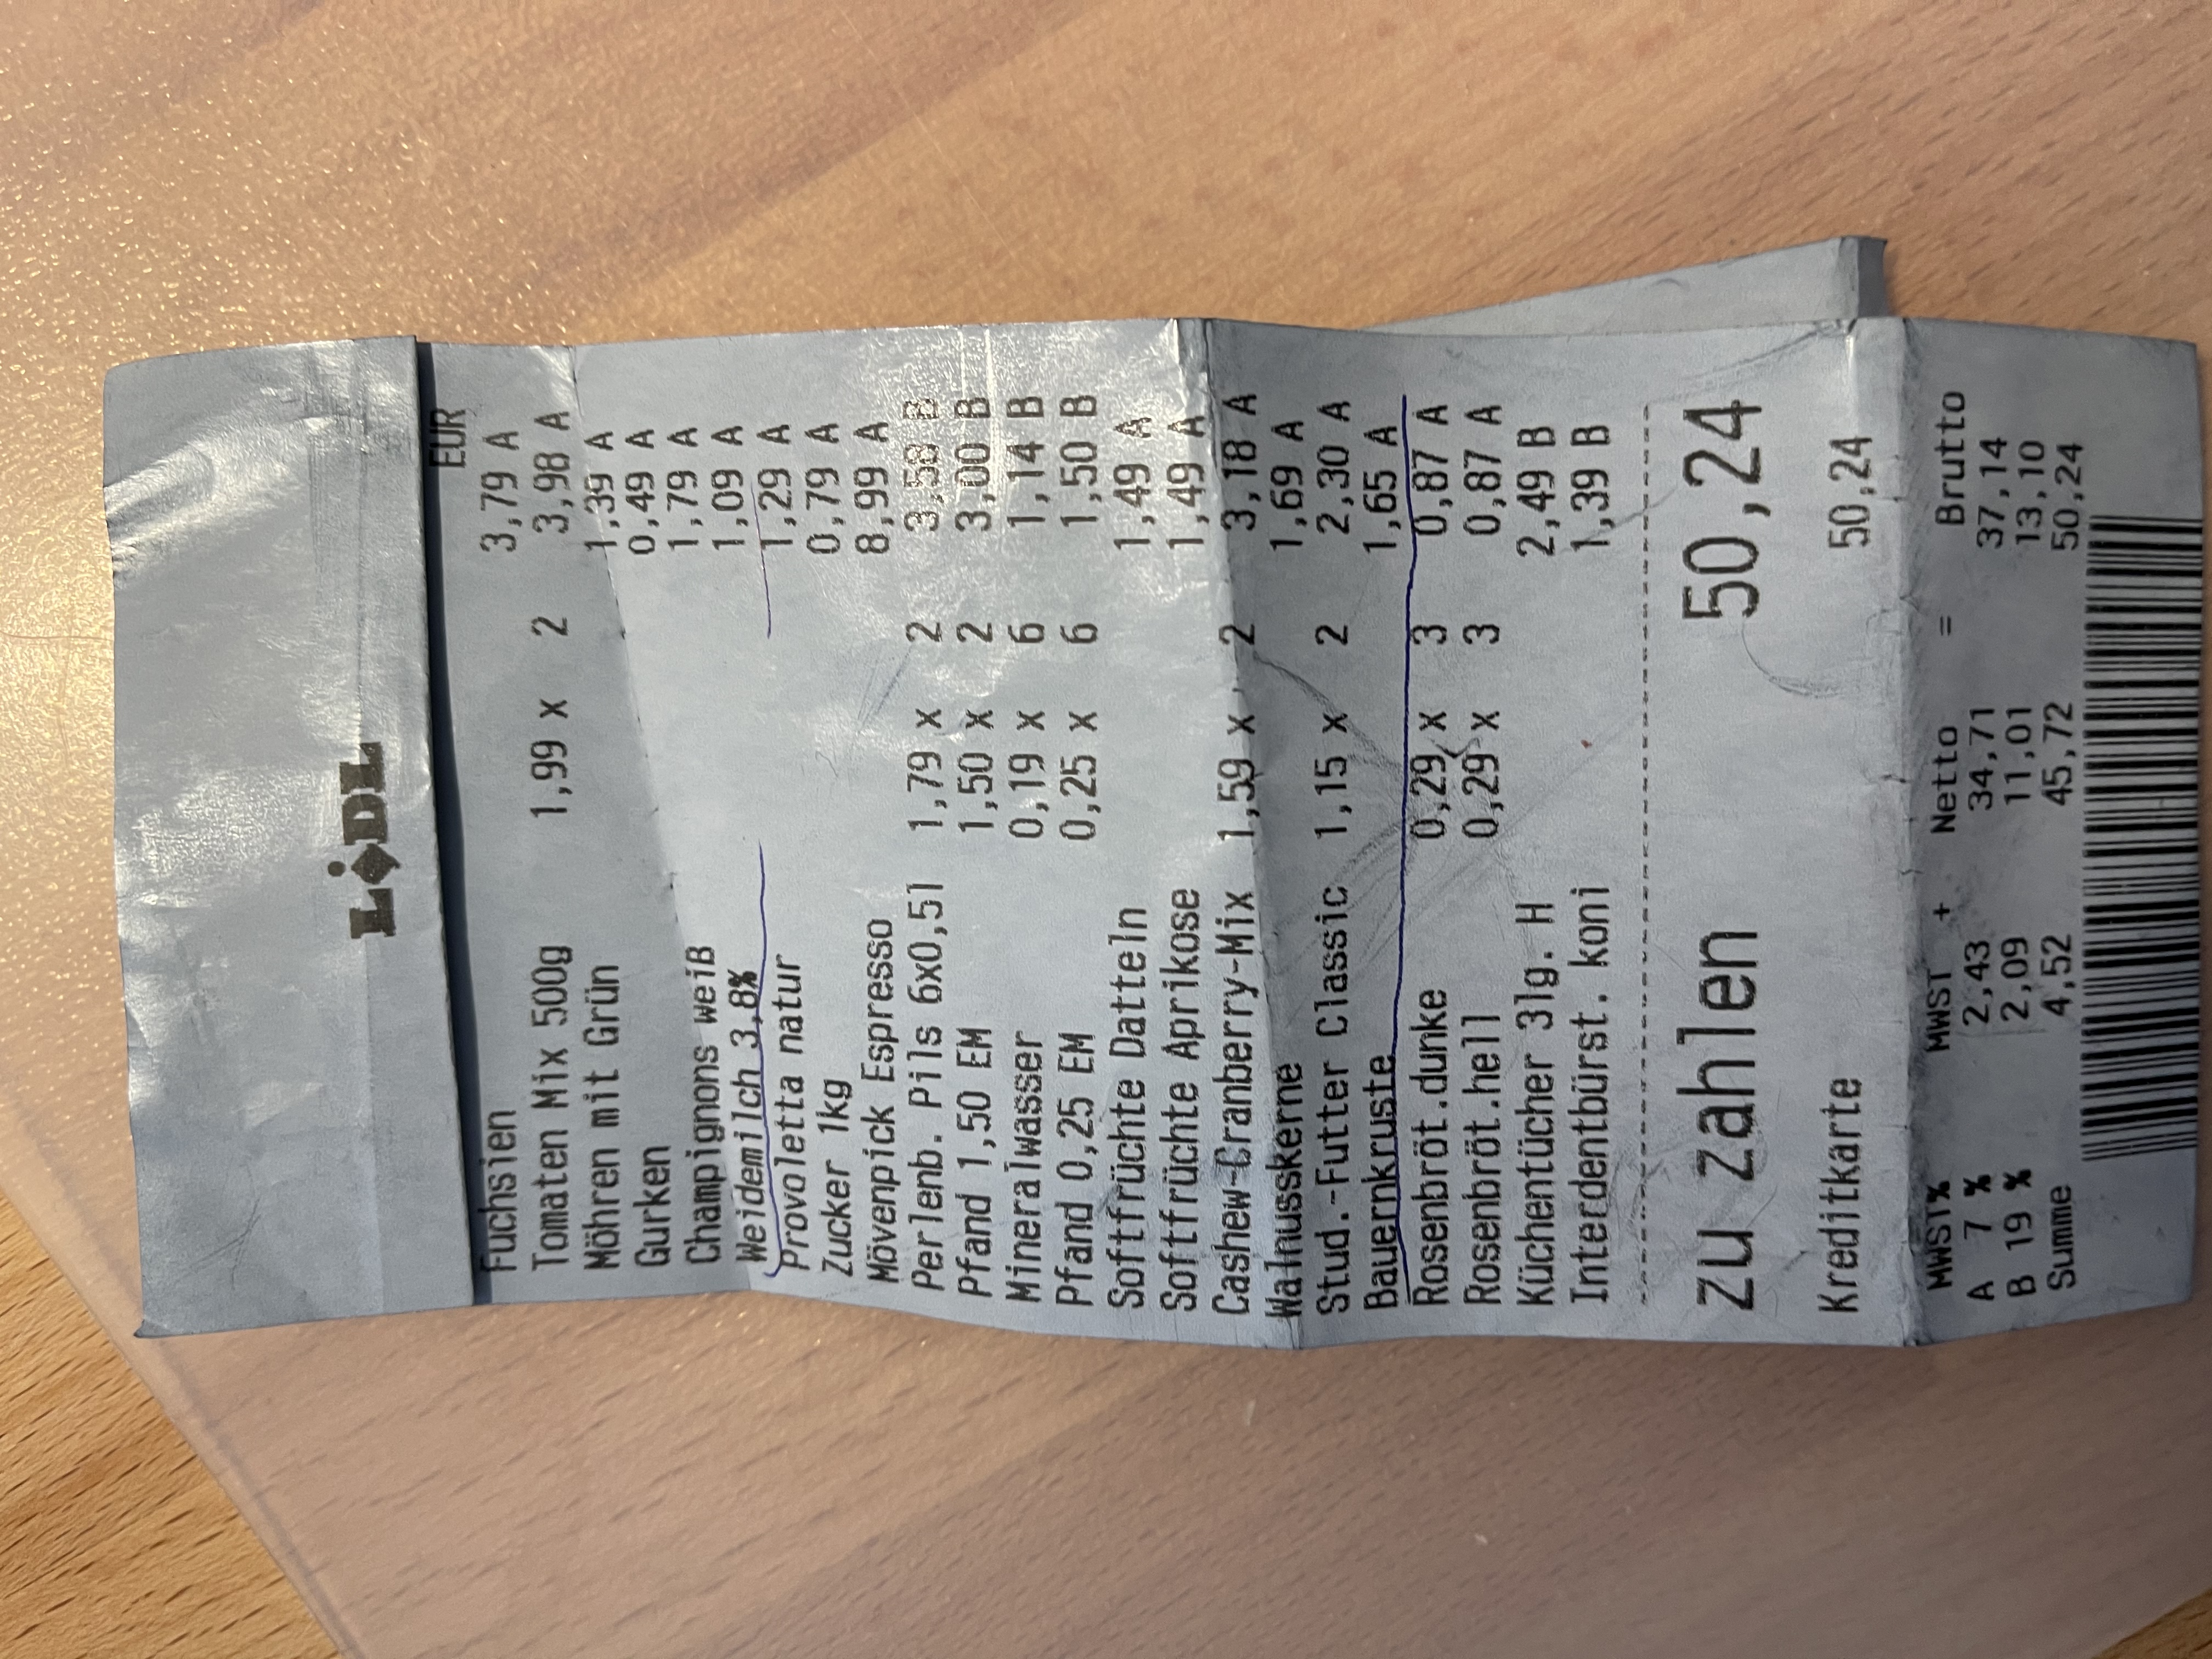 LiDL
EUR
Fuchsien 3,79 A
Tomaten Mix 500g 1,99 x 2 3,98 A
Möhren mit Grün 1,39 A
Gurken 0,49 A
Champignons weiß 1,79 A
Weidemilch 3,8% 1,09 A
Provoletta natur 1,29 A
Zucker 1kg 0,79 A
Mövenpick Espresso 8,99 A
Perlenb. Pils 6x0,5l 1,79 x 2 3,58 B
Pfand 1,50 EM 1,50 x 2 3,00 B
Mineralwasser 0,19 x 6 1,14 B
Pfand 0,25 EM 0,25 x 6 1,50 B
Softfrüchte Datteln 1,49 A
Softfrüchte Aprikose 1,49 A
Cashew-Cranberry-Mix 1,59 x 2 3,18 A
Walnusskerne 1,69 A
Stud.-Futter Classic 1,15 x 2 2,30 A
Bauernkruste 1,65 A
Rosenbröt.dunke 0,29 x 3 0,87 A
Rosenbröt.hell 0,29 x 3 0,87 A
Küchentücher 3lg. H 2,49 B
Interdentbürst. koni 1,39 B
zu zahlen 50,24
Kreditkarte 50,24
MWST% MWST + Netto = Brutto
A 7 % 2,43 34,71 37,14
B 19 % 2,09 11,01 13,10
Summe 4,52 45,72 50,24